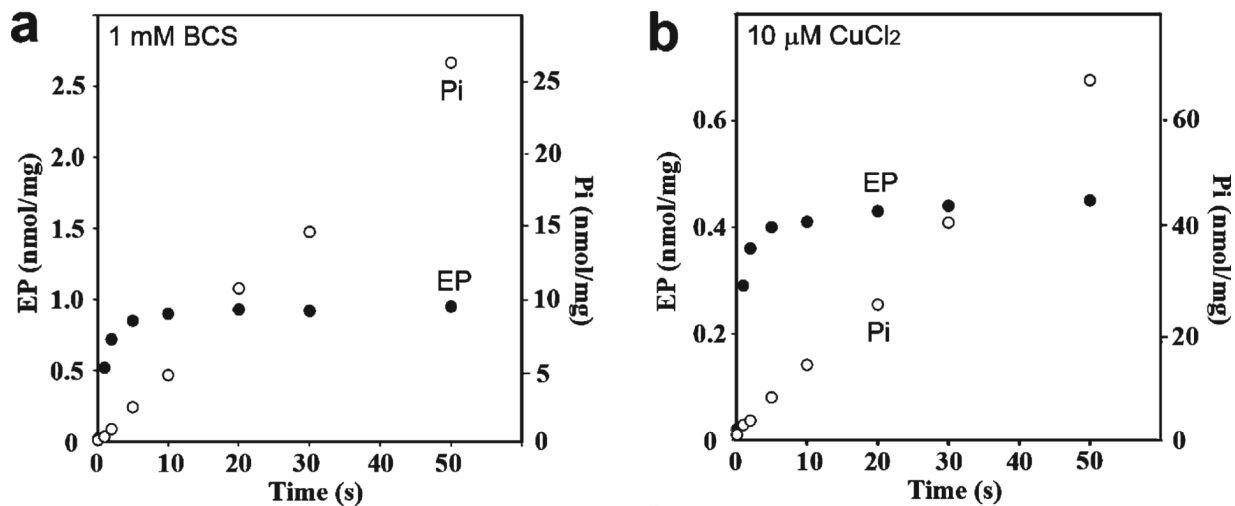 a
1 mM BCS
2.5
2.0
1.5
1.0
0.5
0
EP (nmol/mg)
Pi
EP
25
20
15
10
5
0
Pi (nmol/mg)
0 10 20 30 40 50
Time (s)
b
10 μM CuCl2
0.6
0.4
0.2
0
EP (nmol/mg)
EP
Pi
60
40
20
0
Pi (nmol/mg)
0 10 20 30 40 50
Time (s)